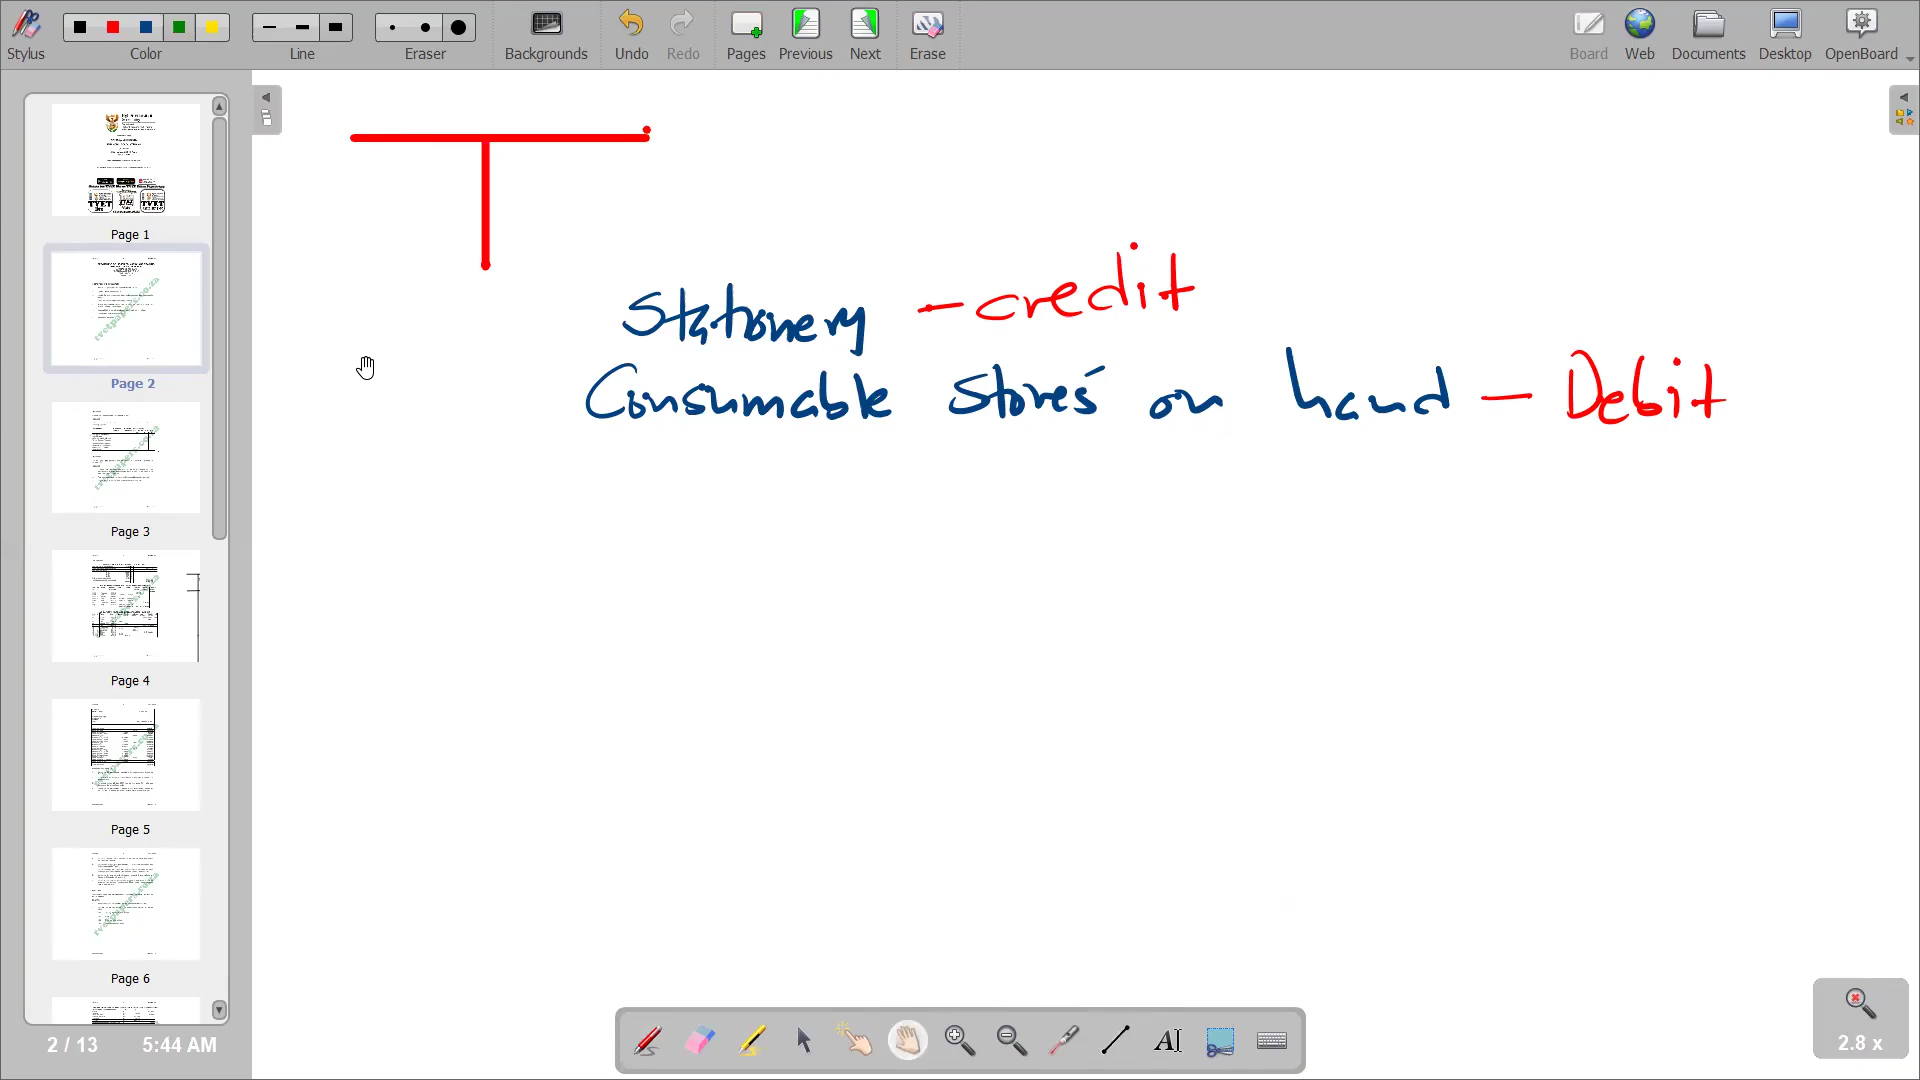 Stylus
Color
Line
Eraser
Backgrounds
Undo
Redo
Pages
Previous
Next
Erase
Board
Web
Documents
Desktop
OpenBoard
Page 1
Page 2
Page 3
Page 4
Page 5
Page 6
Stationery - credit
Consumable stores on hand - Debit
2 / 13 5:44 AM
2.8 x